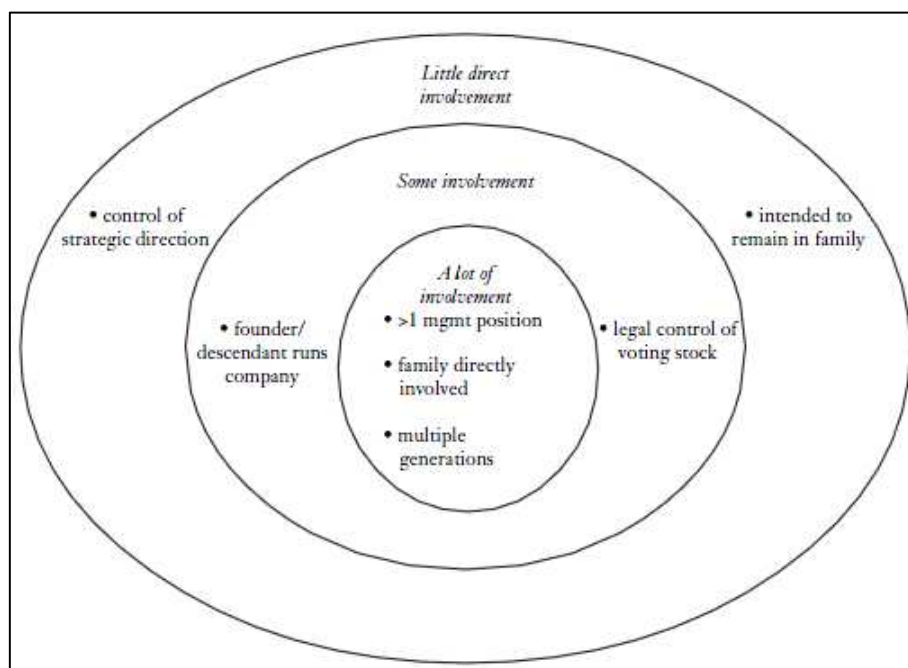 Little direct
involvement
Some involvement
• control of
strategic direction
• intended to
remain in family
A lot of
involvement
• >1 mgmt position
• founder/
descendant runs
company
• legal control of
voting stock
• family directly
involved
• multiple
generations